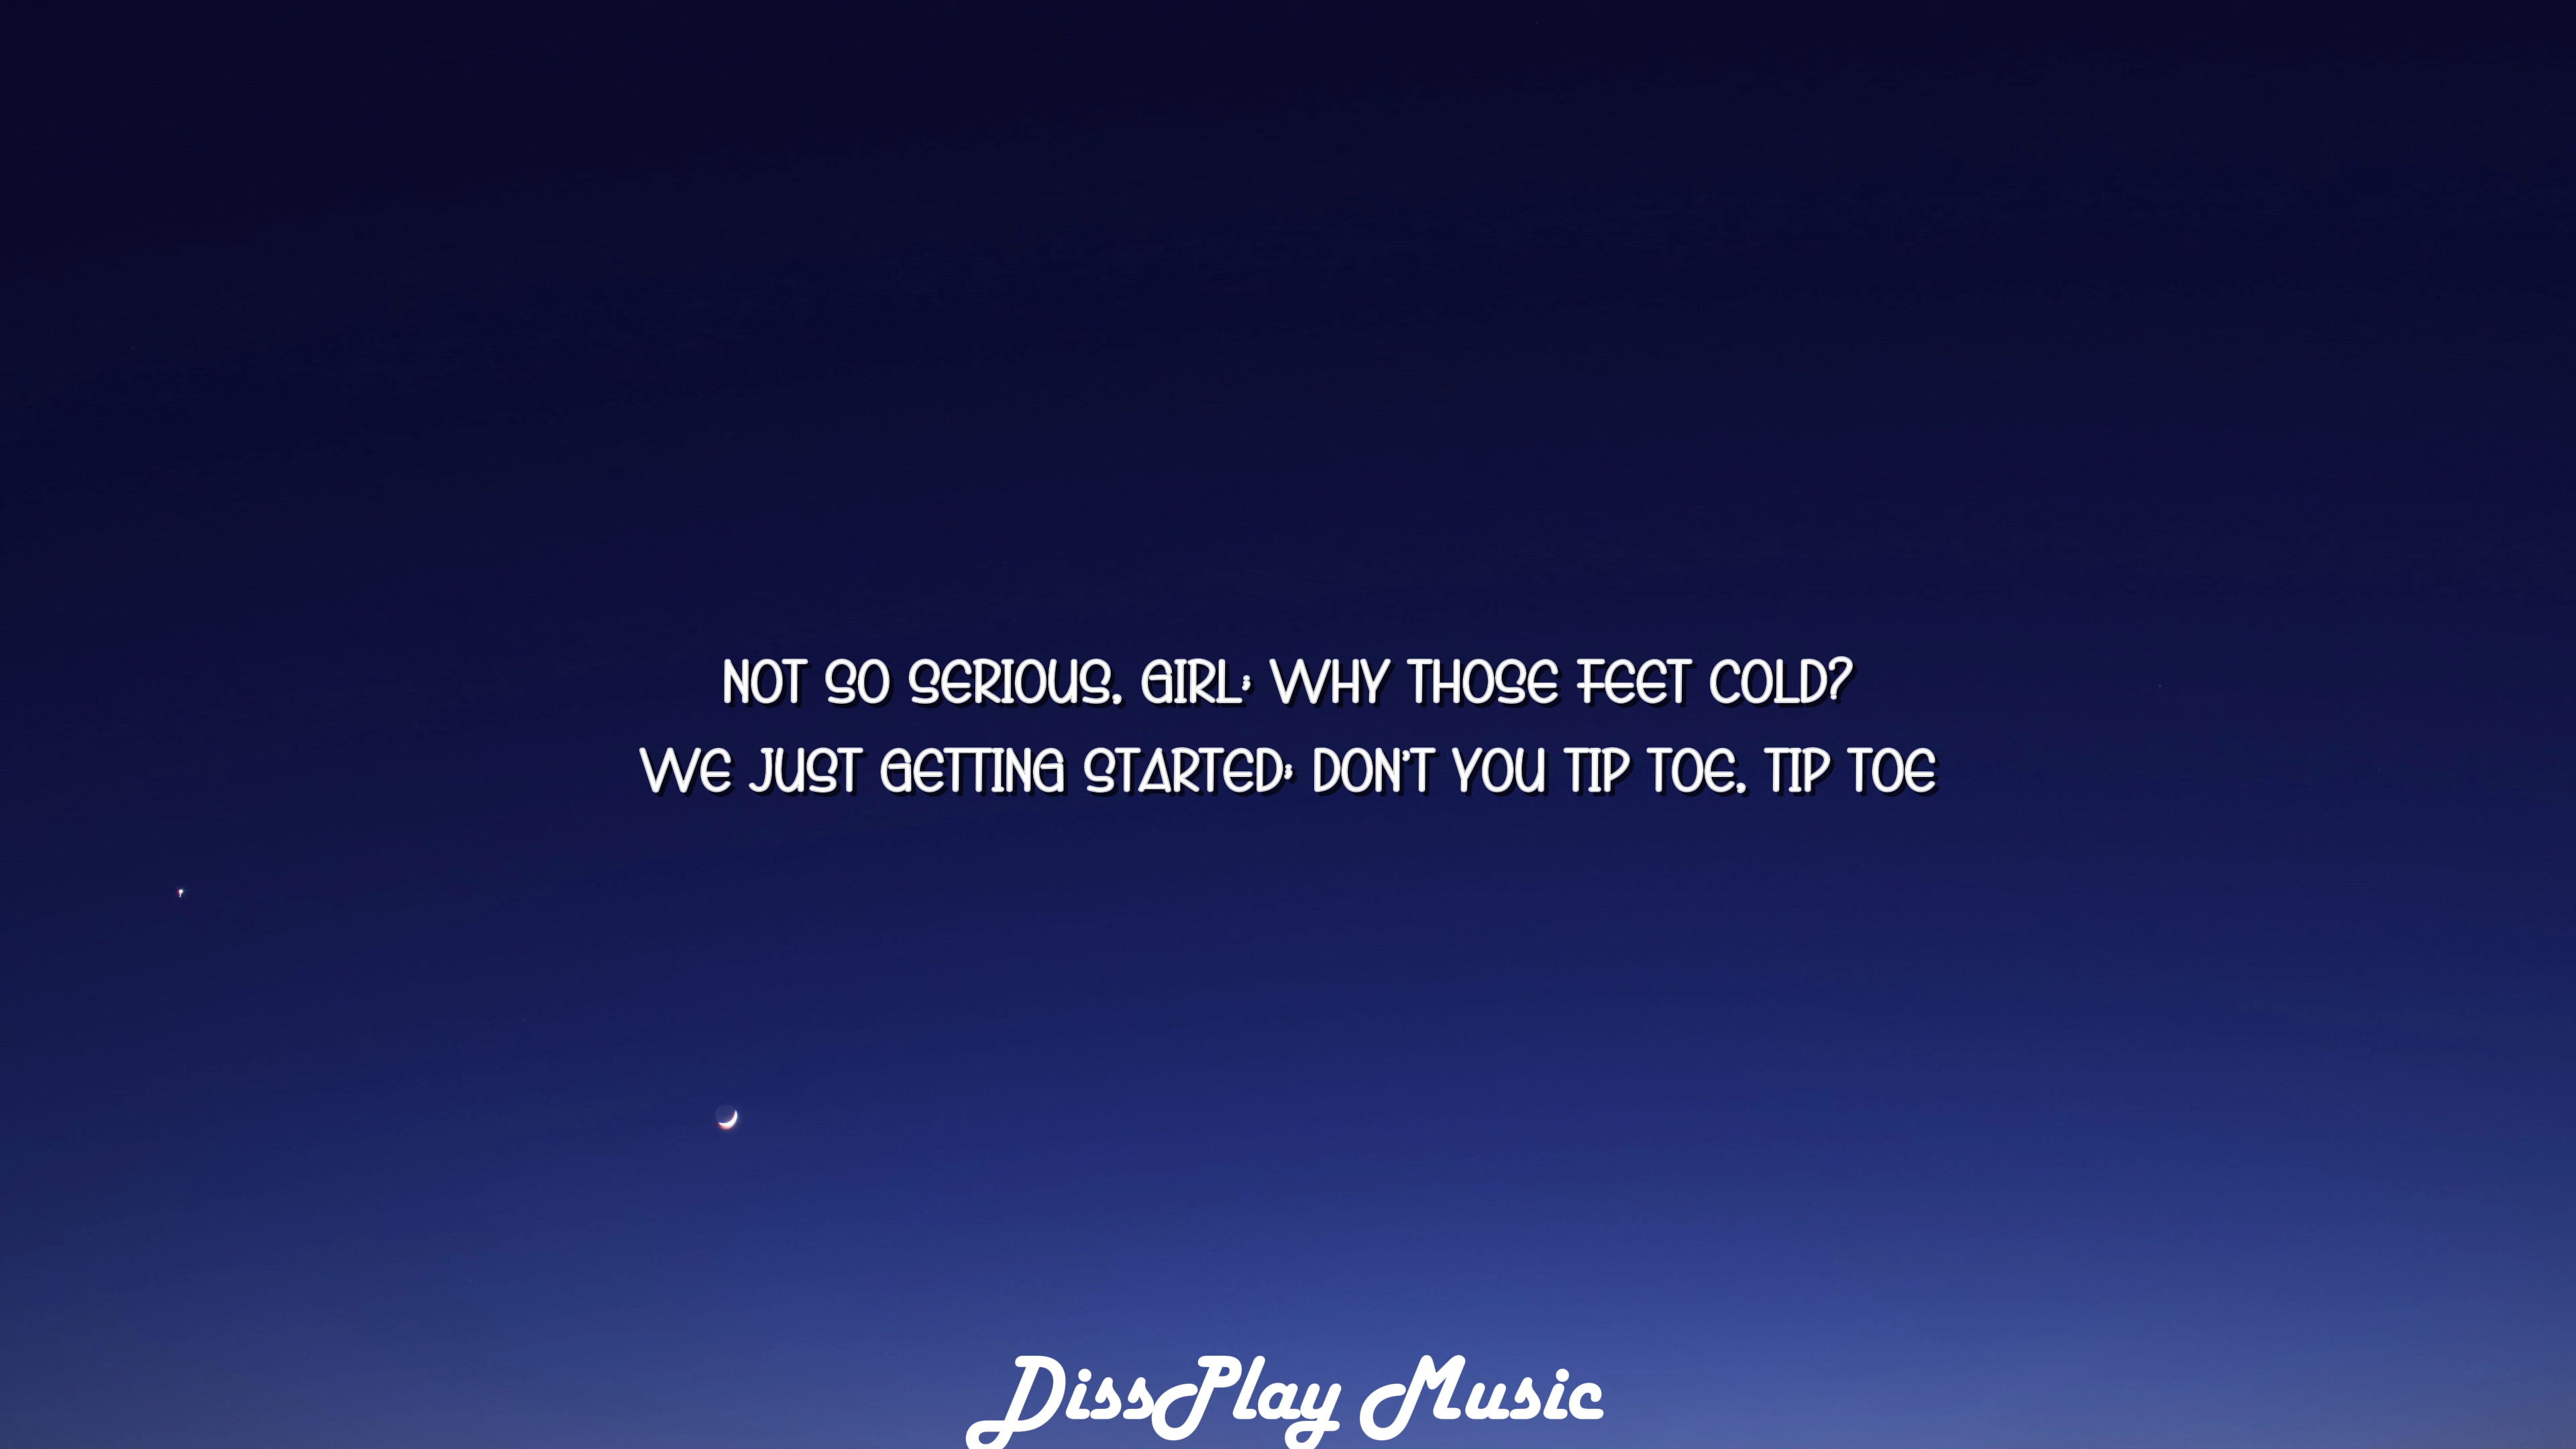 NOT SO SERIOUS, GIRL; WHY THOSE FEET COLD?
WE JUST GETTING STARTED; DON'T YOU TIP TOE, TIP TOE
DissPlay Music